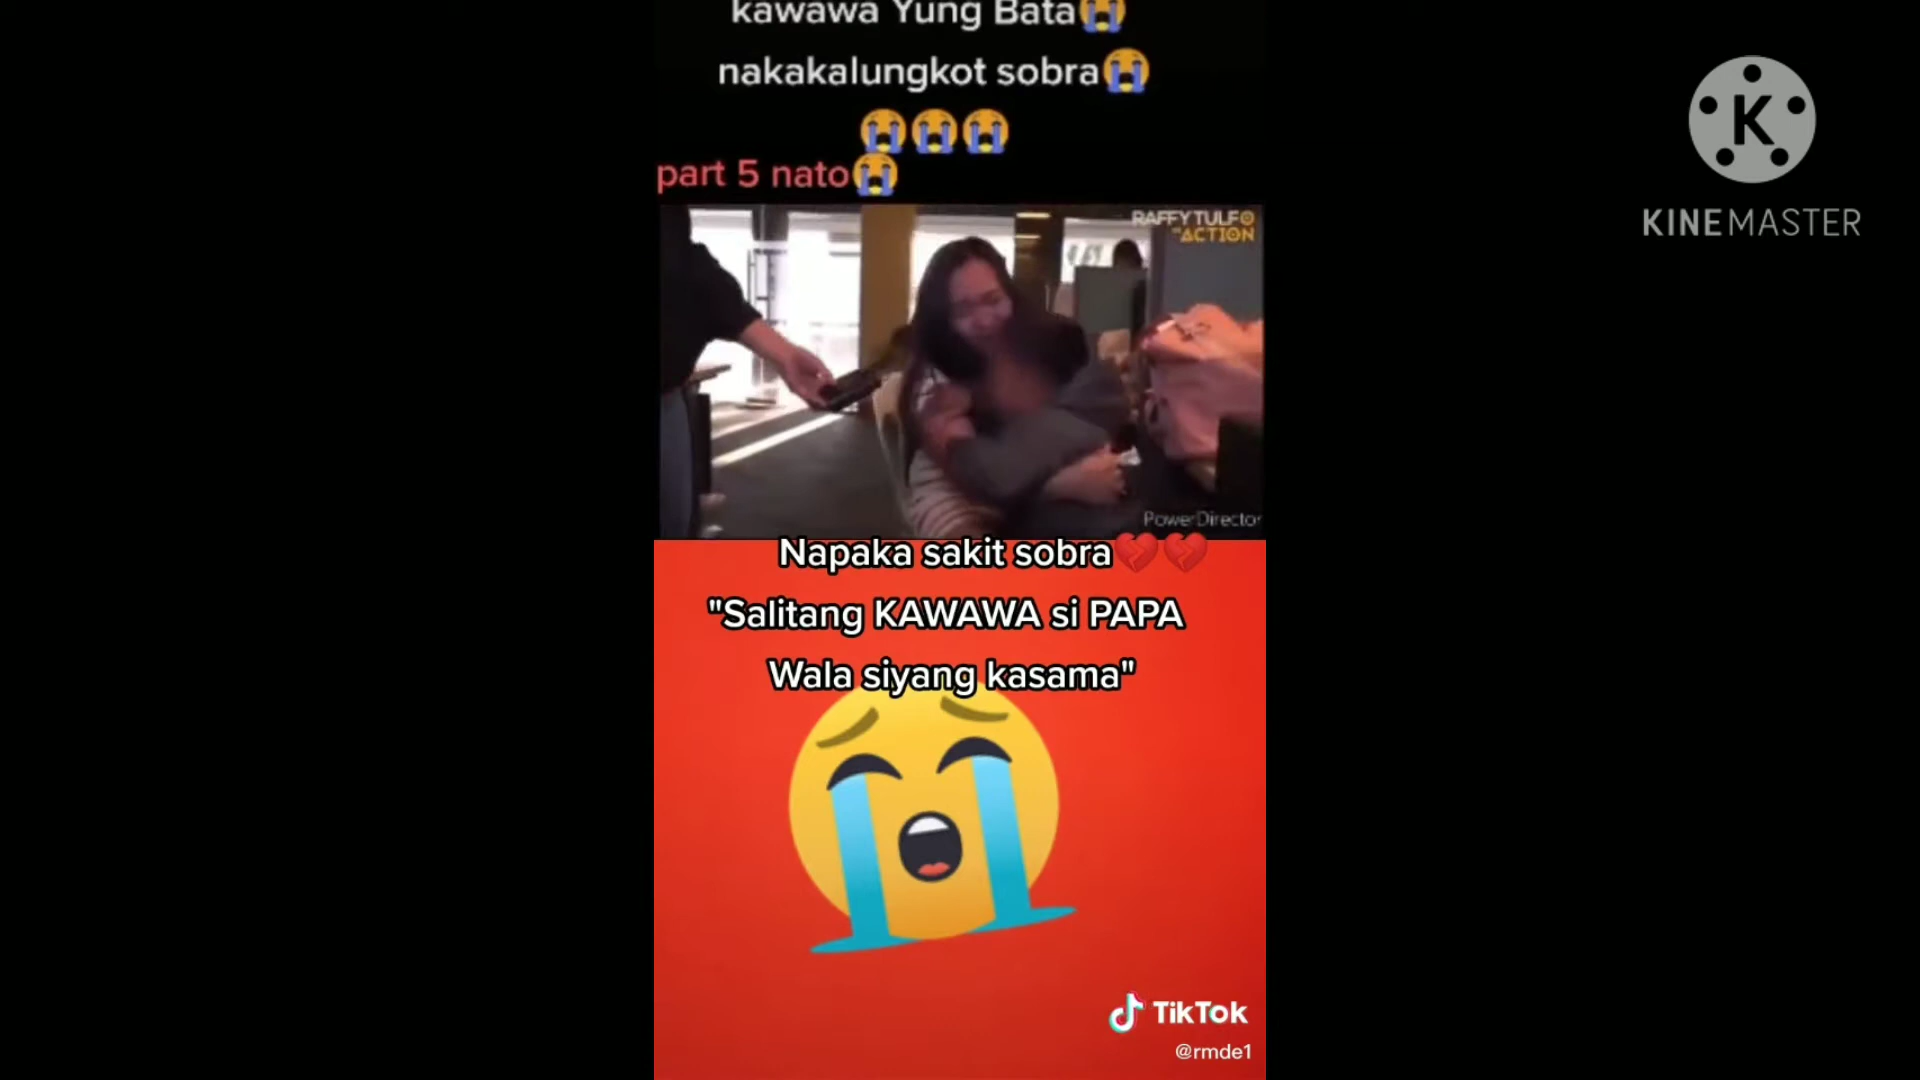 kawawa Yung Bata😭
nakakalungkot sobra😭
😭😭😭
part 5 nato😭
RAFFY TULFO
IN ACTION
PowerDirector
Napaka sakit sobra💔💔
"Salitang KAWAWA si PAPA
Wala siyang kasama"
TikTok
@rmde1
K
KINEMASTER